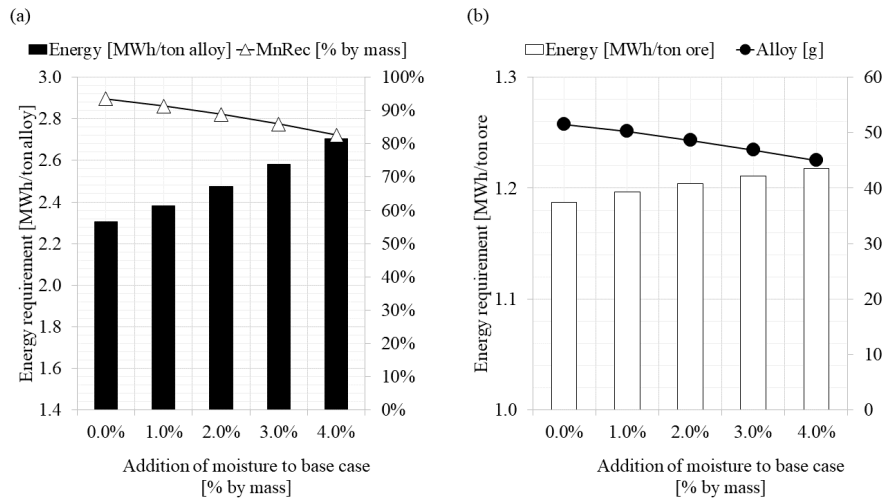 (a)
Energy [MWh/ton alloy]
MnRec [% by mass]
3.0
2.8
2.6
2.4
2.2
2.0
1.8
1.6
1.4
Energy requirement [MWh/ton alloy]
100%
90%
80%
70%
60%
50%
40%
30%
20%
10%
0%
0.0% 1.0% 2.0% 3.0% 4.0%
Addition of moisture to base case
[% by mass]
(b)
Energy [MWh/ton ore]
Alloy [g]
1.3
1.2
1.1
1.0
Energy requirement [MWh/ton ore
60
50
40
30
20
10
0
0.0% 1.0% 2.0% 3.0% 4.0%
Addition of moisture to base case
[% by mass]